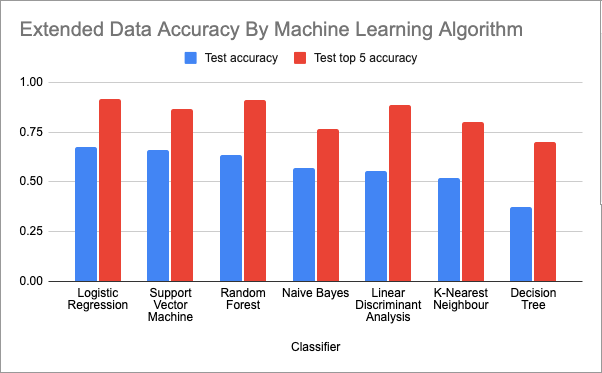 Extended Data Accuracy By Machine Learning Algorithm
Test accuracy Test top 5 accuracy
1.00
0.75
0.50
0.25
0.00
Logistic
Regression
Support
Vector
Machine
Random
Forest
Naive Bayes
Linear
Discriminant
Analysis
K-Nearest
Neighbour
Decision
Tree
Classifier